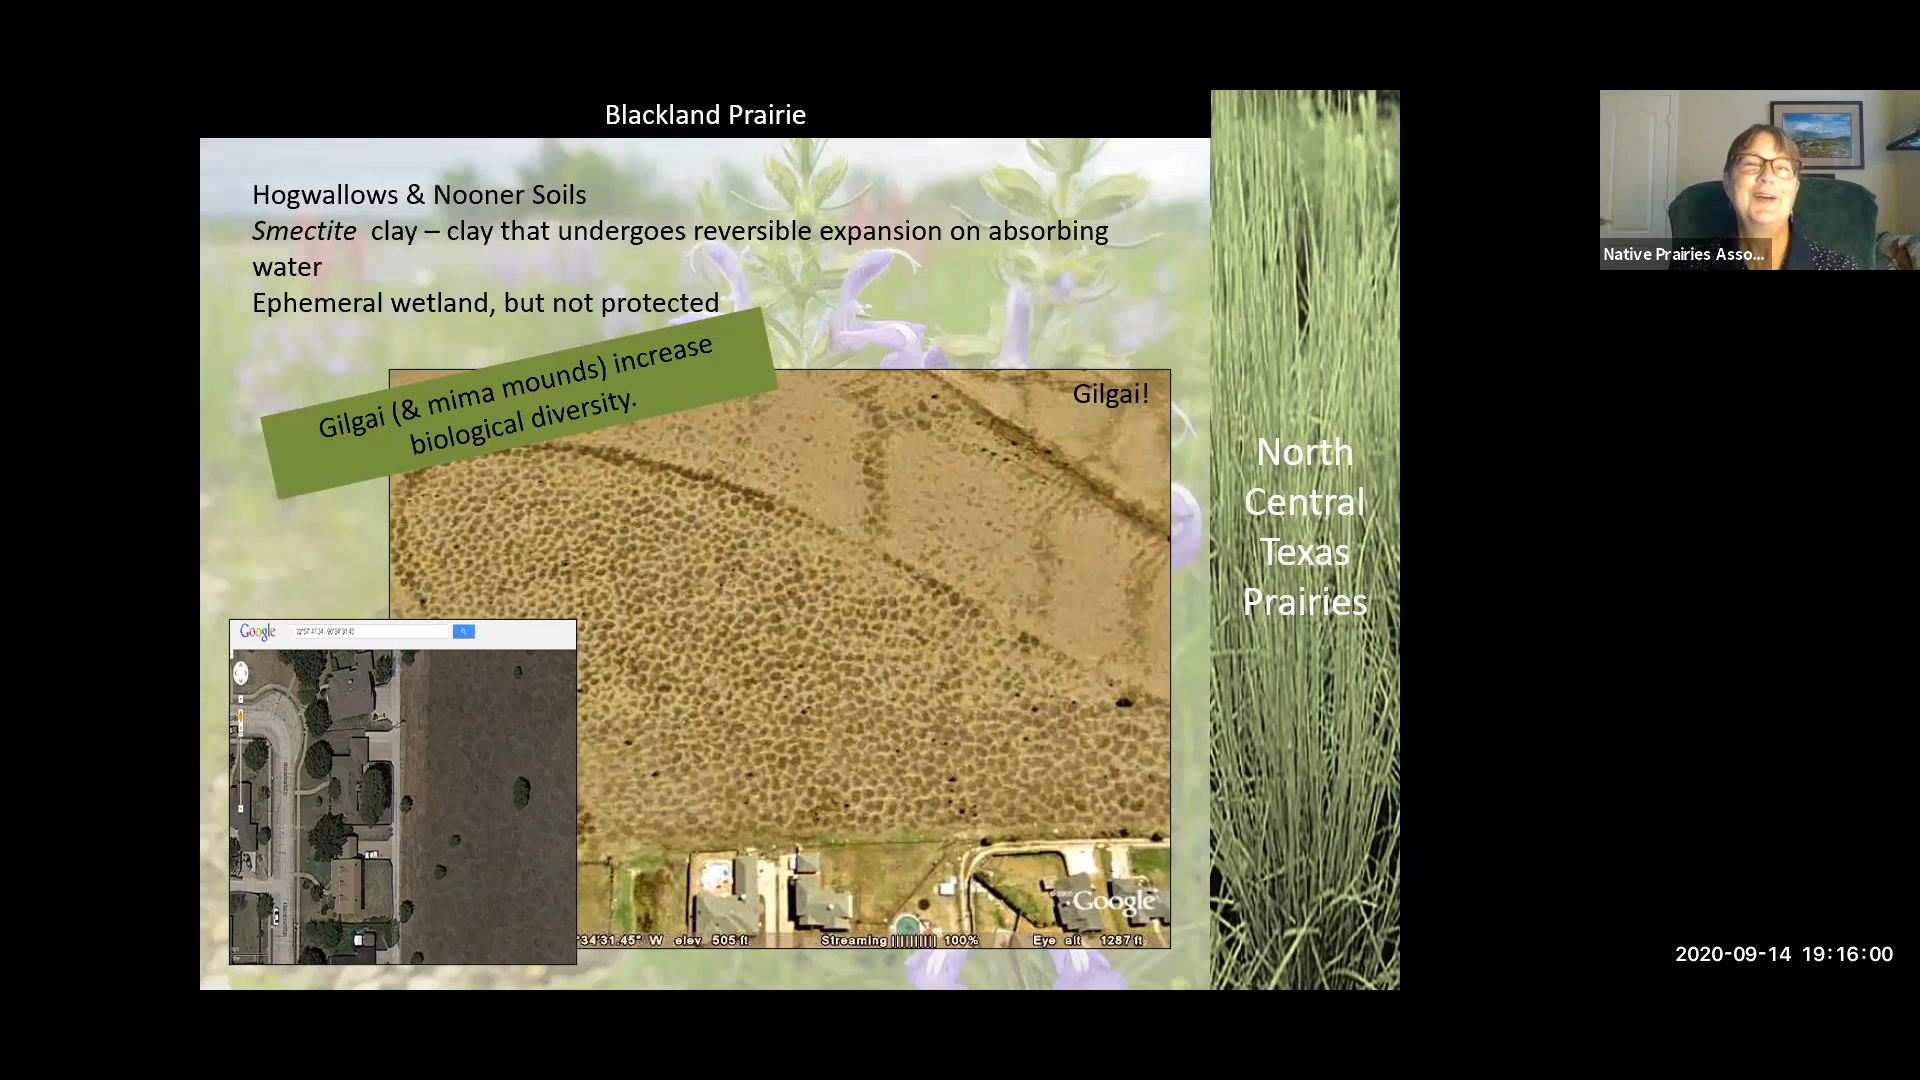 Blackland Prairie
Hogwallows & Nooner Soils
Smectite clay – clay that undergoes reversible expansion on absorbing
water
Ephemeral wetland, but not protected
Gilgai (& mima mounds) increase
biological diversity.
Gilgai!
Google
Google
34'31.45" W elev 505 ft
Streaming |||||||||| 100%
Eye alt 1287 ft
North
Central
Texas
Prairies
Native Prairies Asso...
2020-09-14 19:16:00